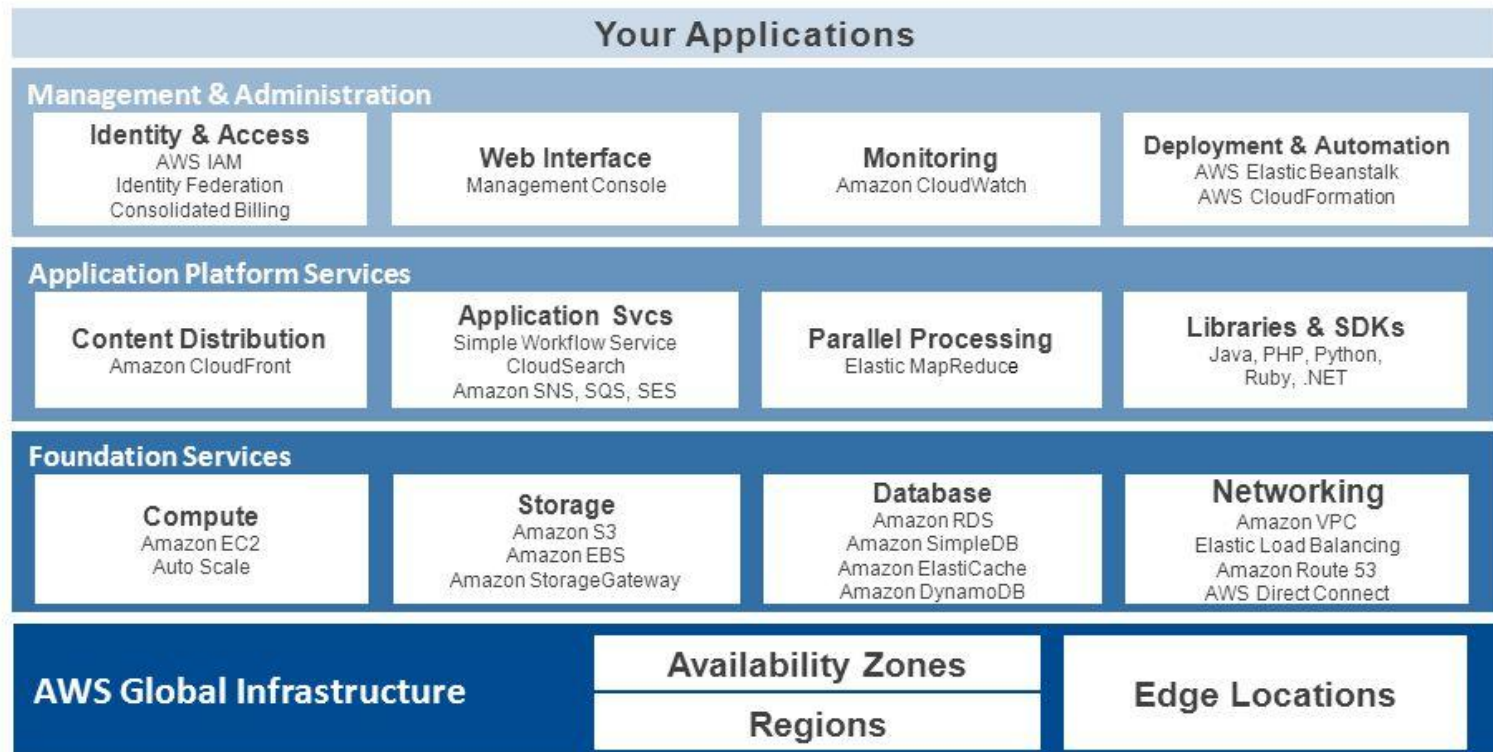 Your Applications
Management & Administration
Identity & Access
AWS IAM
Identity Federation
Consolidated Billing
Web Interface
Management Console
Monitoring
Amazon CloudWatch
Deployment & Automation
AWS Elastic Beanstalk
AWS CloudFormation
Application Platform Services
Content Distribution
Amazon CloudFront
Application Svcs
Simple Workflow Service
CloudSearch
Amazon SNS, SQS, SES
Parallel Processing
Elastic MapReduce
Libraries & SDKs
Java, PHP, Python,
Ruby, .NET
Foundation Services
Compute
Amazon EC2
Auto Scale
Storage
Amazon S3
Amazon EBS
Amazon StorageGateway
Database
Amazon RDS
Amazon SimpleDB
Amazon ElastiCache
Amazon DynamoDB
Networking
Amazon VPC
Elastic Load Balancing
Amazon Route 53
AWS Direct Connect
AWS Global Infrastructure
Availability Zones
Regions
Edge Locations